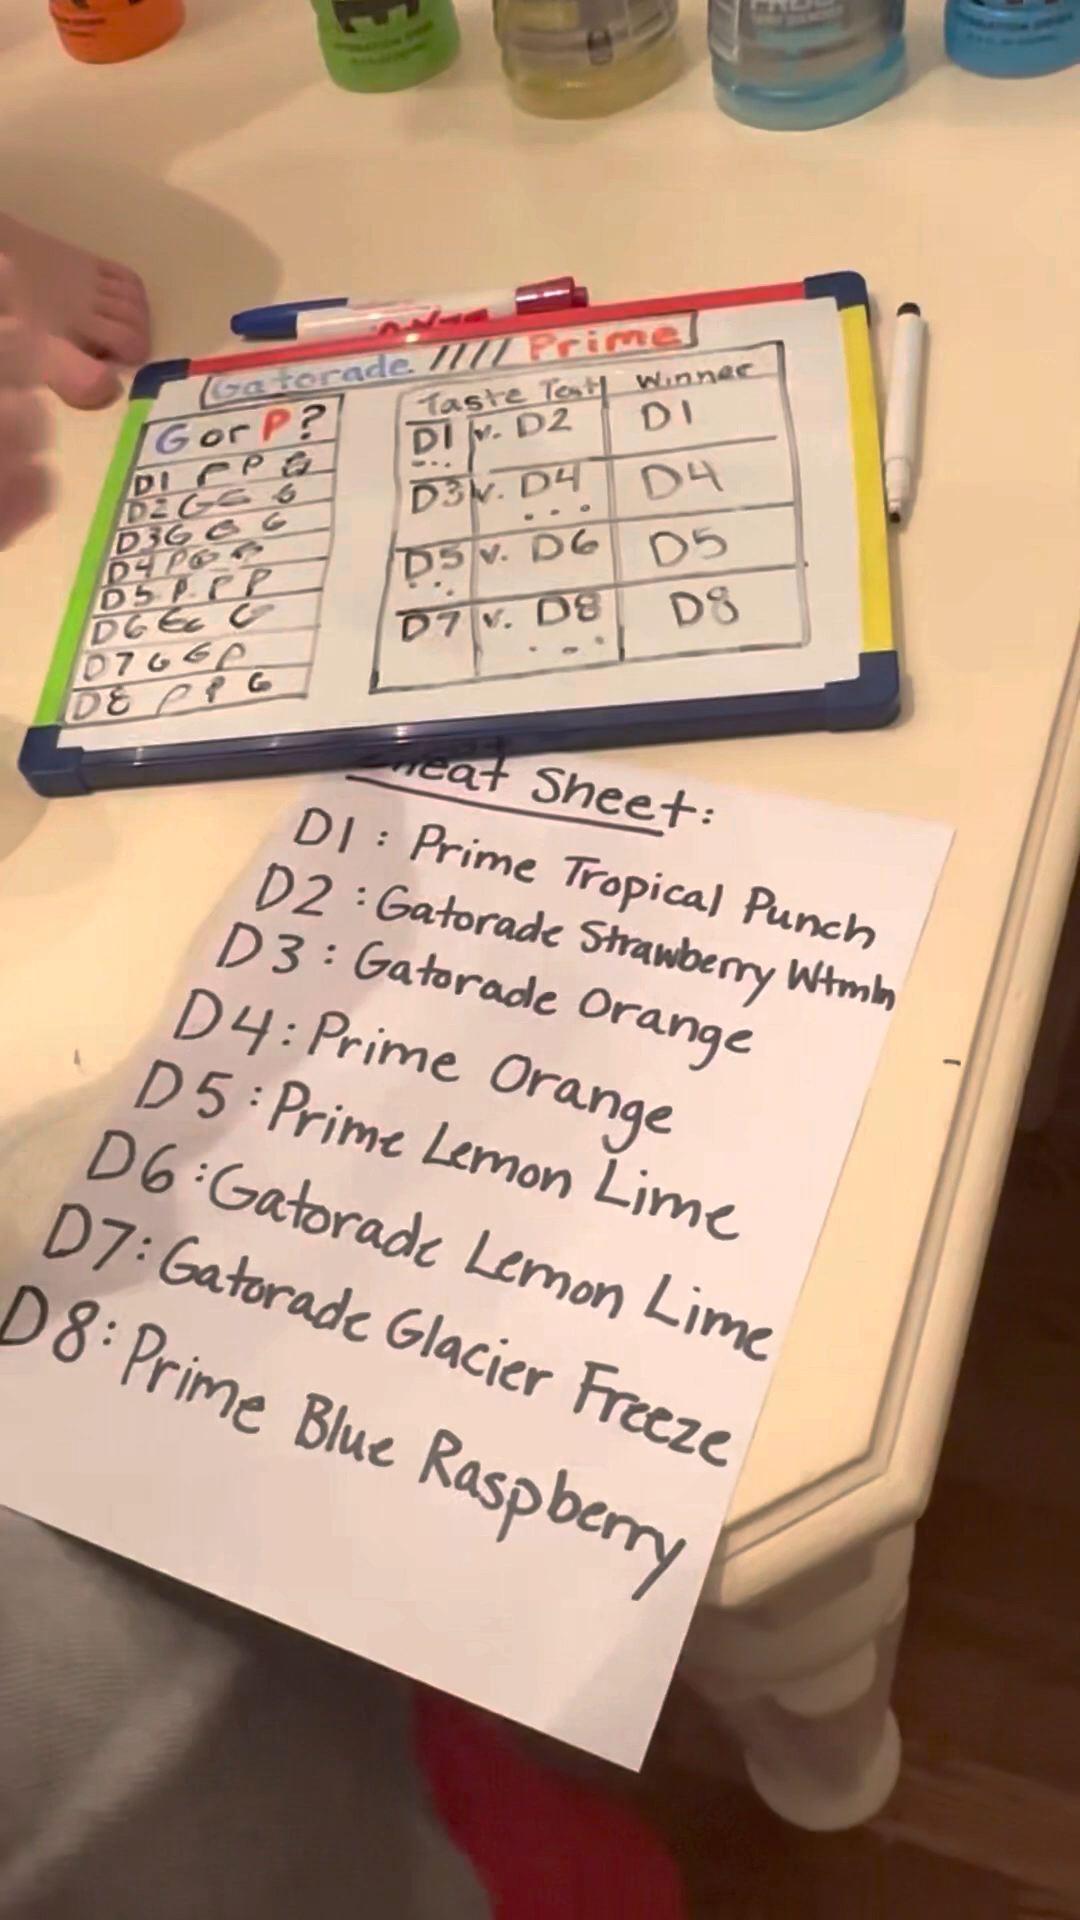 Gatorade //// Prime
G or P?
D1 P P G
D2 G G G
D3 G G G
D4 P G G
D5 P P P
D6 G G G
D7 G G P
D8 P P G
Taste Test Winner
D1 v. D2 D1
D3 v. D4 D4
D5 v. D6 D5
D7 v. D8 D8
Cheat Sheet:
D1: Prime Tropical Punch
D2: Gatorade Strawberry Wtmln
D3: Gatorade Orange
D4: Prime Orange
D5: Prime Lemon Lime
D6: Gatorade Lemon Lime
D7: Gatorade Glacier Freeze
D8: Prime Blue Raspberry